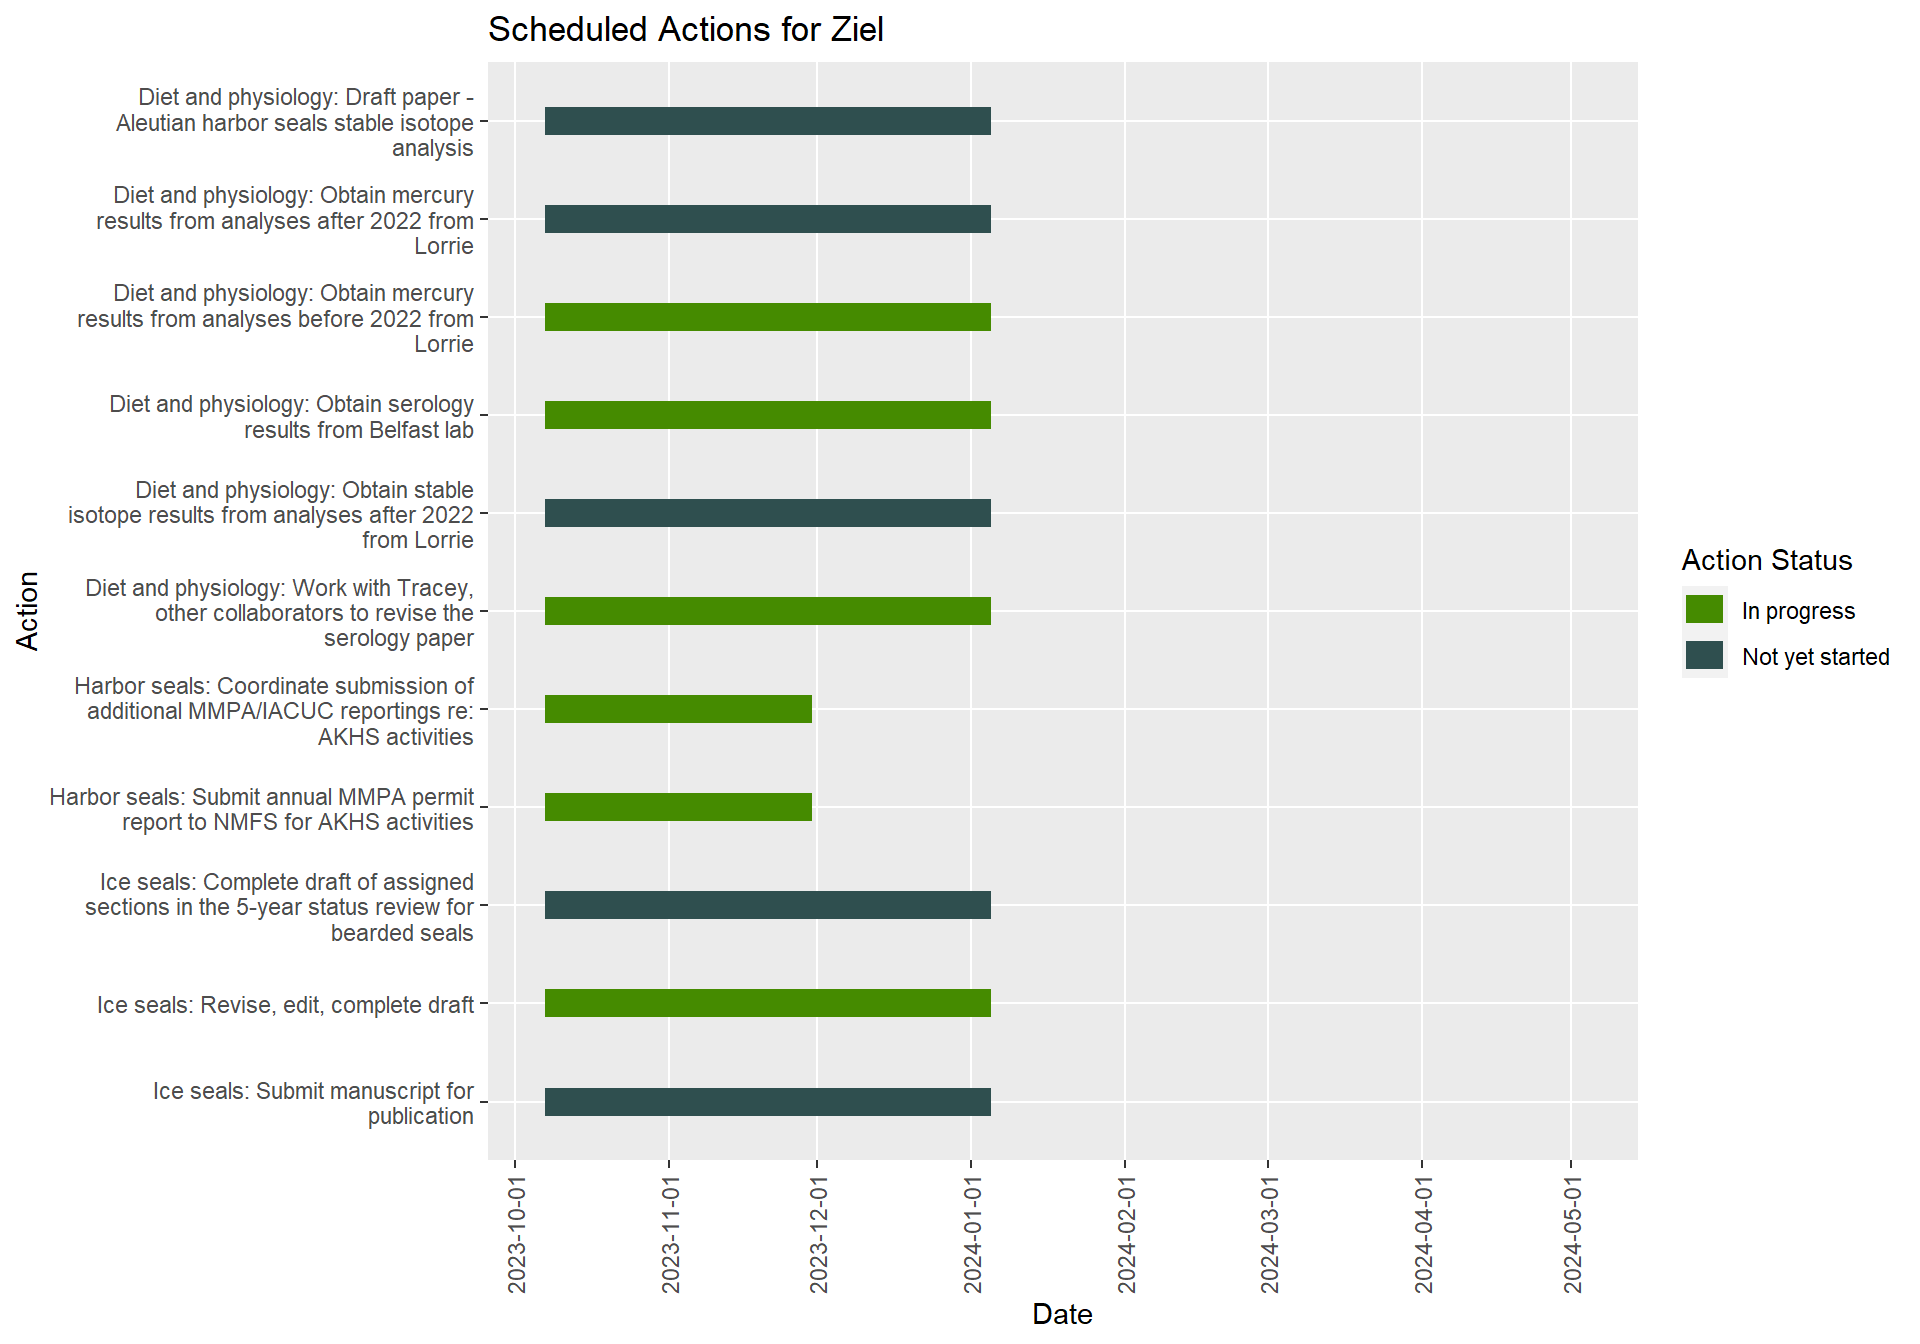 Scheduled Actions for Ziel
Diet and physiology: Draft paper -
Aleutian harbor seals stable isotope
analysis
Diet and physiology: Obtain mercury
results from analyses after 2022 from
Lorrie
Diet and physiology: Obtain mercury
results from analyses before 2022 from
Lorrie
Diet and physiology: Obtain serology
results from Belfast lab
Diet and physiology: Obtain stable
isotope results from analyses after 2022
from Lorrie
Diet and physiology: Work with Tracey,
other collaborators to revise the
serology paper
Harbor seals: Coordinate submission of
additional MMPA/IACUC reportings re:
AKHS activities
Harbor seals: Submit annual MMPA permit
report to NMFS for AKHS activities
Ice seals: Complete draft of assigned
sections in the 5-year status review for
bearded seals
Ice seals: Revise, edit, complete draft
Ice seals: Submit manuscript for
publication
Action
2023-10-01
2023-11-01
2023-12-01
2024-01-01
2024-02-01
2024-03-01
2024-04-01
2024-05-01
Date
Action Status
In progress
Not yet started